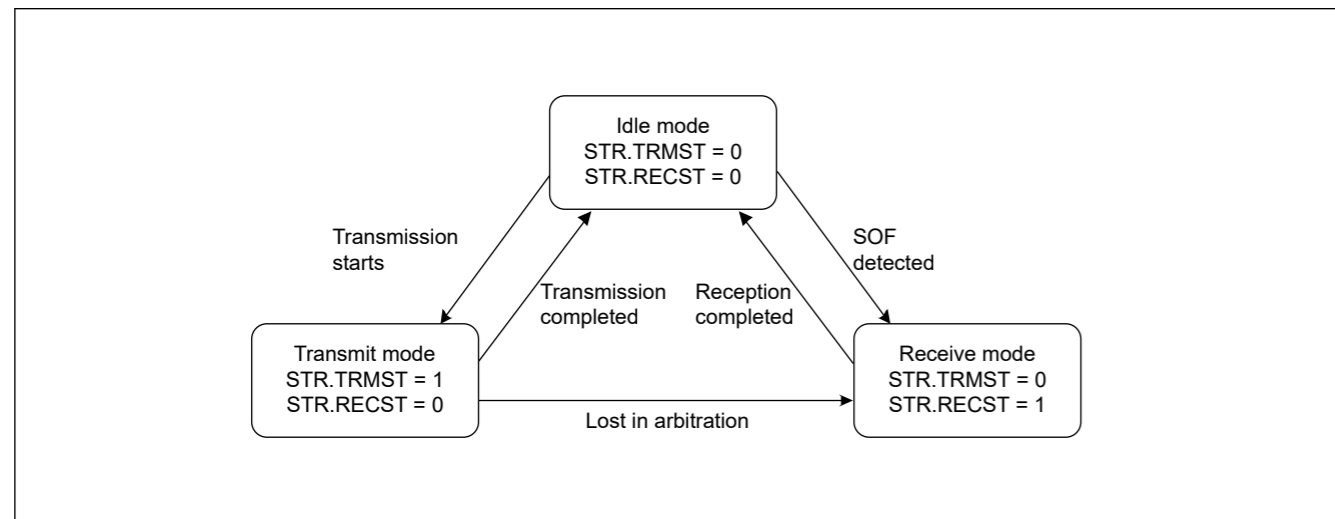 Idle mode
STR.TRMST = 0
STR.RECST = 0
Transmission
starts
SOF
detected
Transmission
completed
Reception
completed
Transmit mode
STR.TRMST = 1
STR.RECST = 0
Receive mode
STR.TRMST = 0
STR.RECST = 1
Lost in arbitration